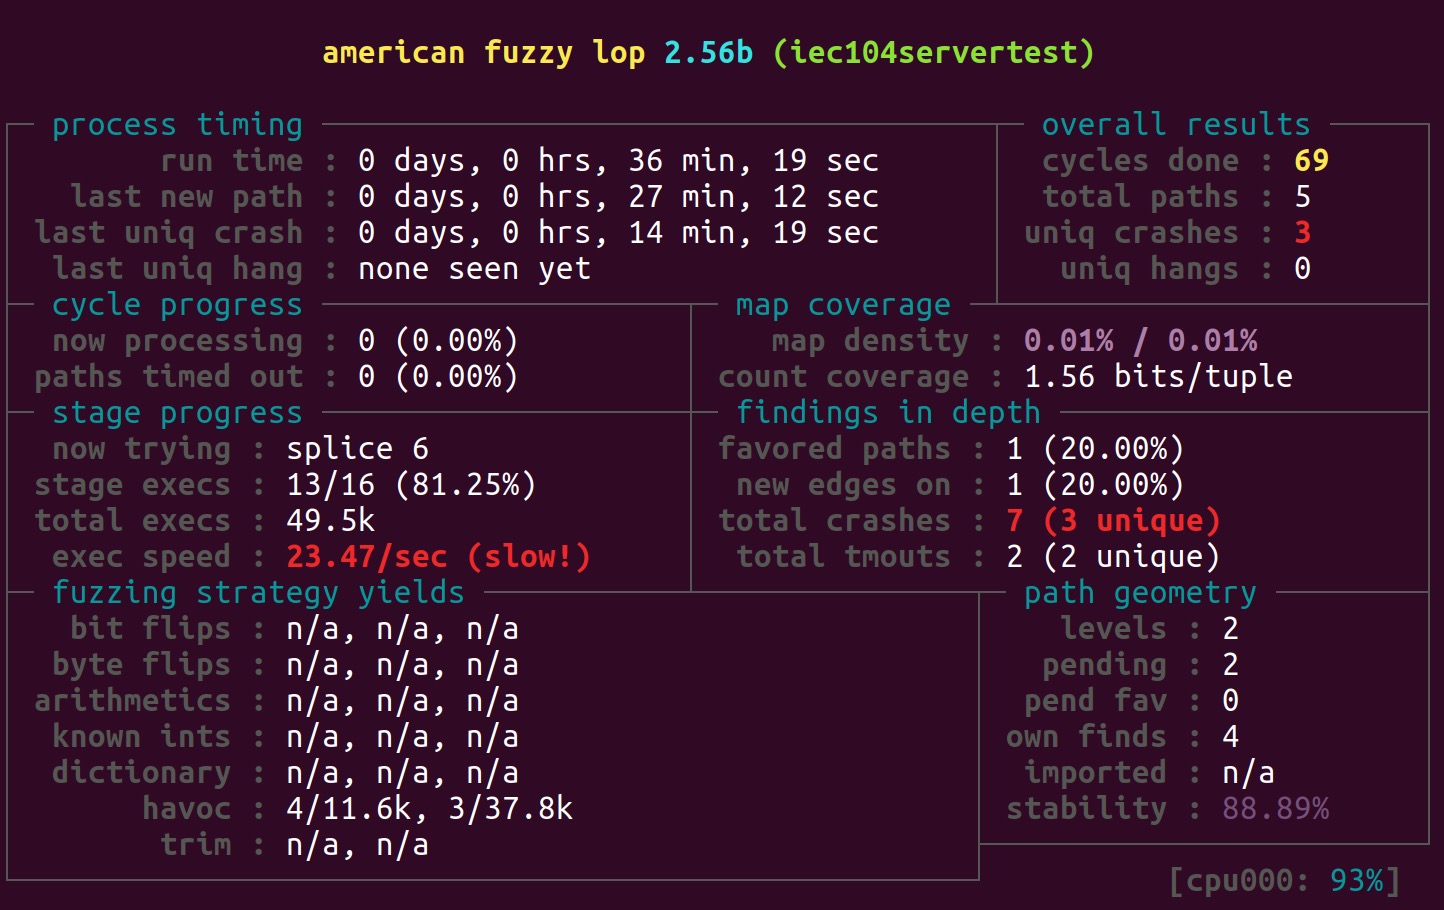 american fuzzy lop 2.56b (iec104servertest)
process timing overall results
run time : 0 days, 0 hrs, 36 min, 19 sec cycles done : 69
last new path : 0 days, 0 hrs, 27 min, 12 sec total paths : 5
last uniq crash : 0 days, 0 hrs, 14 min, 19 sec uniq crashes : 3
last uniq hang : none seen yet uniq hangs : 0
cycle progress map coverage
now processing : 0 (0.00%) map density : 0.01% / 0.01%
paths timed out : 0 (0.00%) count coverage : 1.56 bits/tuple
stage progress findings in depth
now trying : splice 6 favored paths : 1 (20.00%)
stage execs : 13/16 (81.25%) new edges on : 1 (20.00%)
total execs : 49.5k total crashes : 7 (3 unique)
exec speed : 23.47/sec (slow!) total tmouts : 2 (2 unique)
fuzzing strategy yields path geometry
bit flips : n/a, n/a, n/a levels : 2
byte flips : n/a, n/a, n/a pending : 2
arithmetics : n/a, n/a, n/a pend fav : 0
known ints : n/a, n/a, n/a own finds : 4
dictionary : n/a, n/a, n/a imported : n/a
havoc : 4/11.6k, 3/37.8k stability : 88.89%
trim : n/a, n/a
[cpu000: 93%]